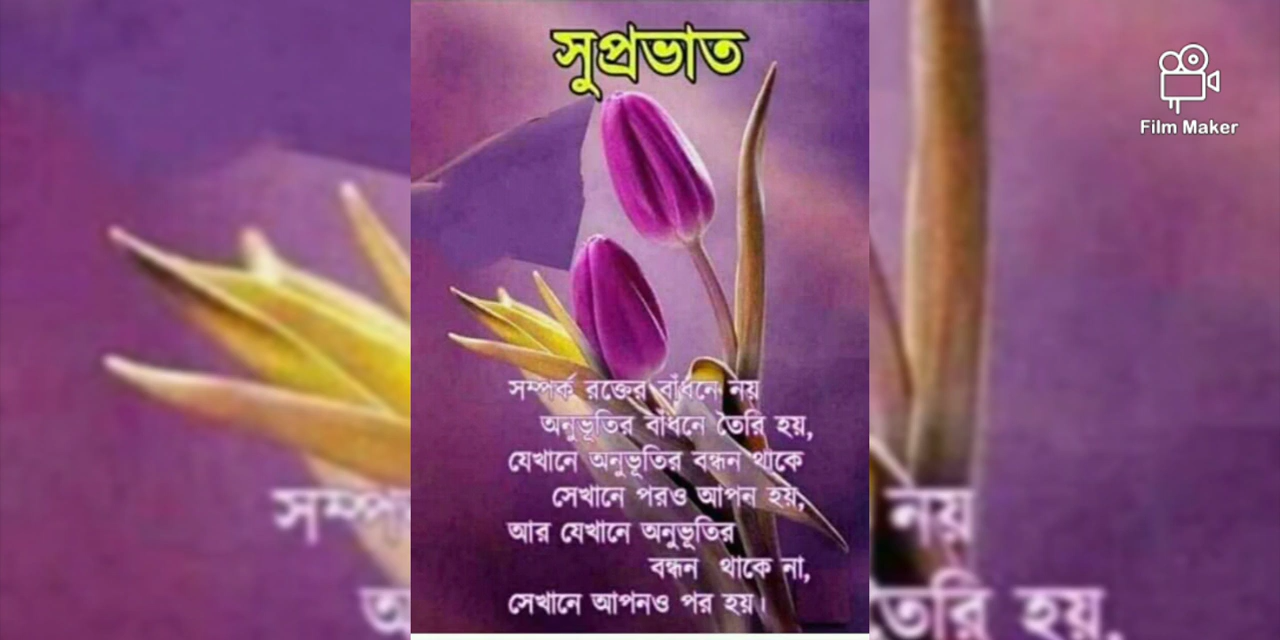 সুপ্রভাত
Film Maker
সম্পর্ক রক্তের বাঁধনে নয়
অনুভূতির বাঁধনে তৈরি হয়,
যেখানে অনুভূতির বন্ধন থাকে
সেখানে পরও আপন হয়,
আর যেখানে অনুভূতির
বন্ধন থাকে না,
সেখানে আপনও পর হয়।